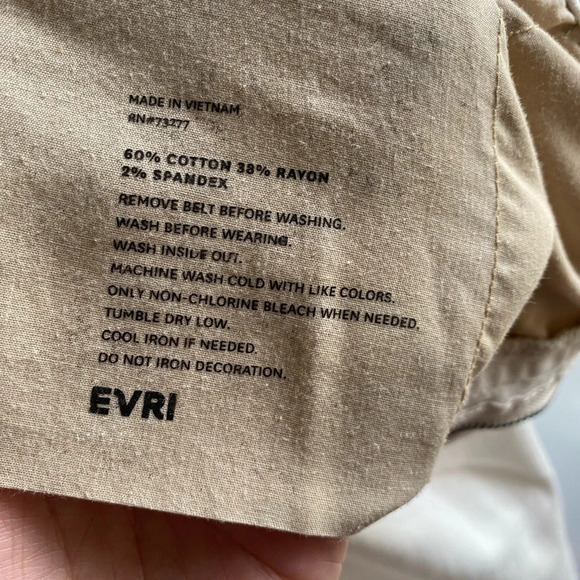 MADE IN VIETNAM
RN#73277
60% COTTON 38% RAYON
2% SPANDEX
REMOVE BELT BEFORE WASHING.
WASH BEFORE WEARING.
WASH INSIDE OUT.
MACHINE WASH COLD WITH LIKE COLORS.
ONLY NON-CHLORINE BLEACH WHEN NEEDED.
TUMBLE DRY LOW.
COOL IRON IF NEEDED.
DO NOT IRON DECORATION.
EVRI